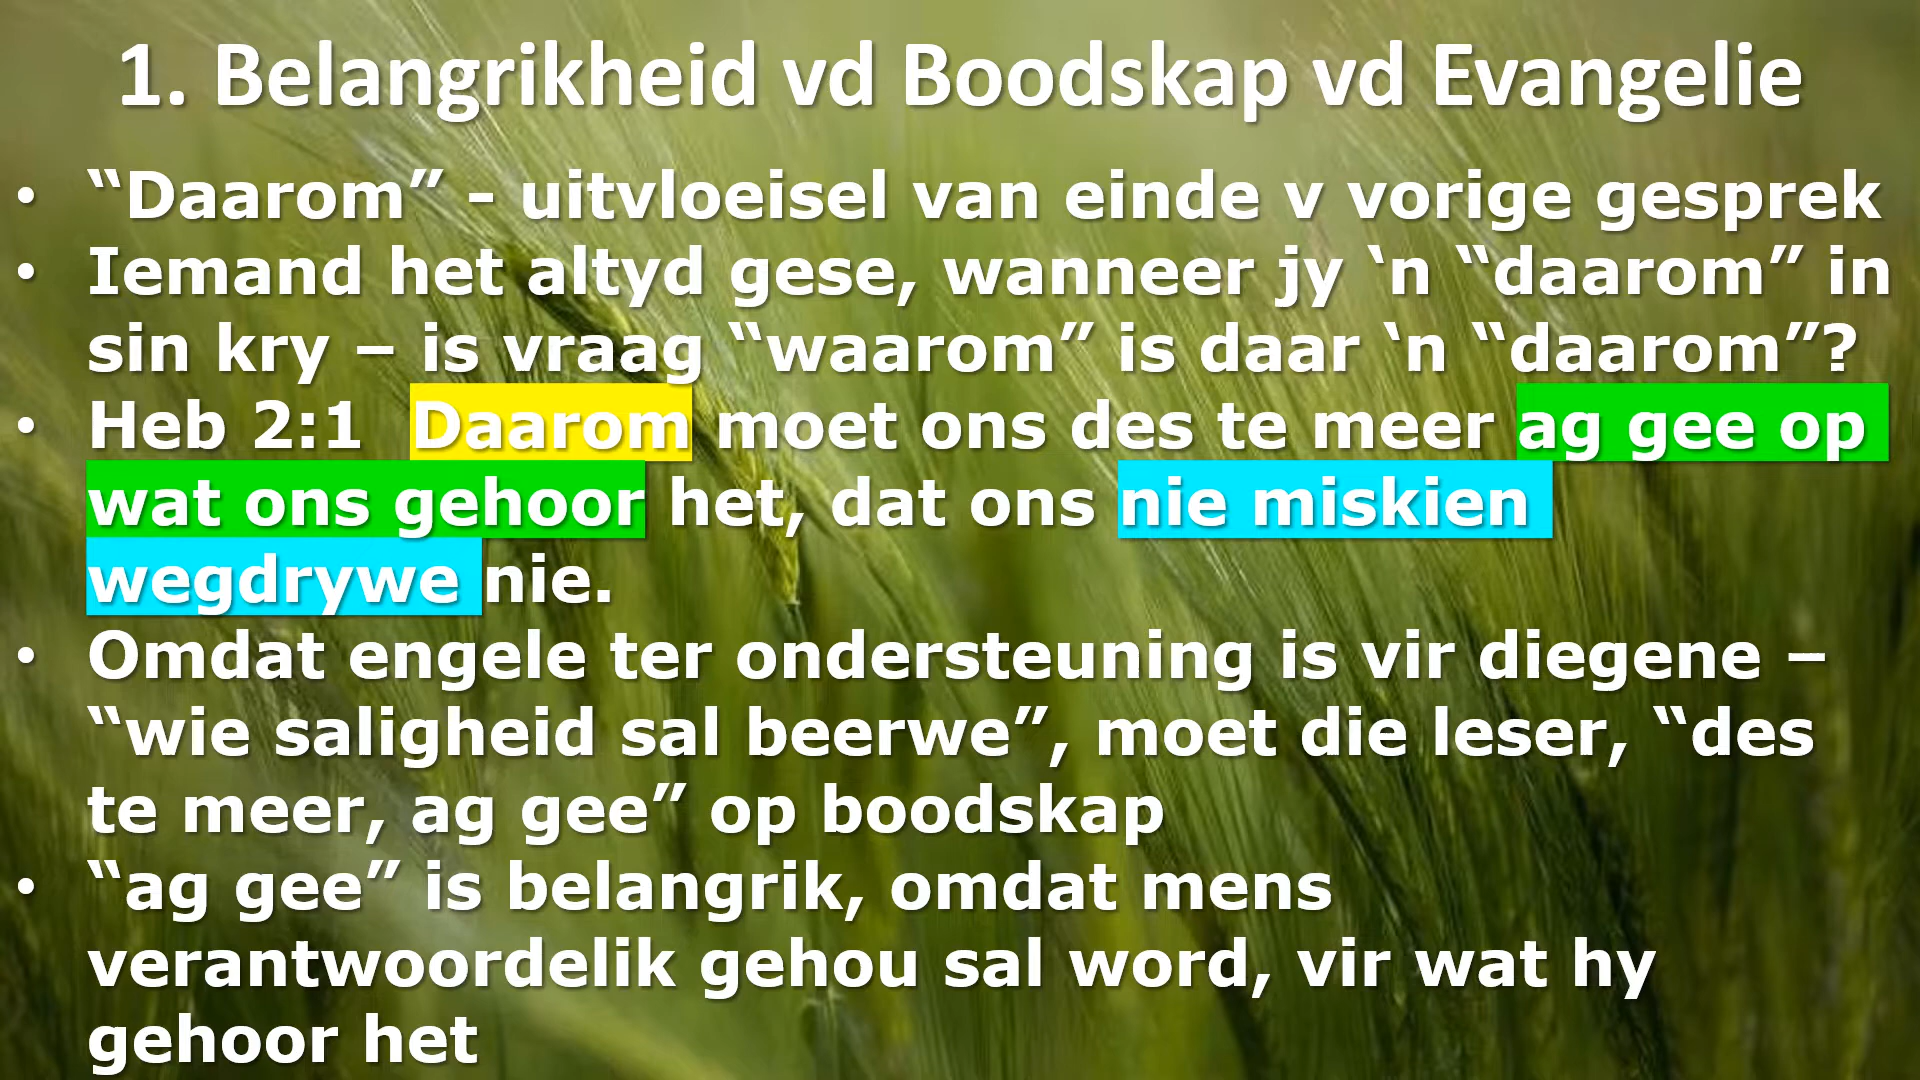 1. Belangrikheid vd Boodskap vd Evangelie
• “Daarom” - uitvloeisel van einde v vorige gesprek
• Iemand het altyd gese, wanneer jy ‘n “daarom” in
sin kry – is vraag “waarom” is daar ‘n “daarom”?
• Heb 2:1  Daarom moet ons des te meer ag gee op
wat ons gehoor het, dat ons nie miskien
wegdrywe nie.
• Omdat engele ter ondersteuning is vir diegene –
“wie saligheid sal beerwe”, moet die leser, “des
te meer, ag gee” op boodskap
• “ag gee” is belangrik, omdat mens
verantwoordelik gehou sal word, vir wat hy
gehoor het